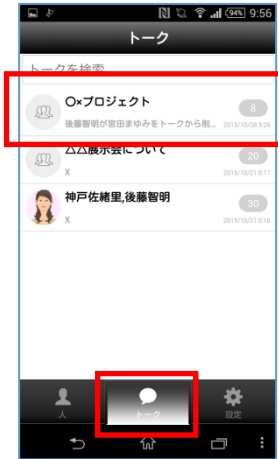 94% 9:56
トーク
トークを検索
○×プロジェクト
8
後藤智明が宮田まゆみをトークから削... 2015/10/28 3:26
△△展示会について
20
x 2015/10/21 0:17
神戸佐緒里,後藤智明
30
x 2015/10/21 0:16
人 トーク 設定